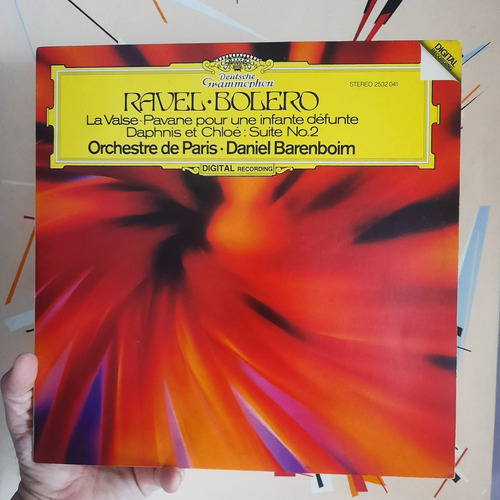 DIGITAL
Deutsche
Grammophon
STEREO 2532 041
RAVEL·BOLERO
La Valse·Pavane pour une infante défunte
Daphnis et Chloé: Suite No.2
Orchestre de Paris·Daniel Barenboim
DIGITAL RECORDING